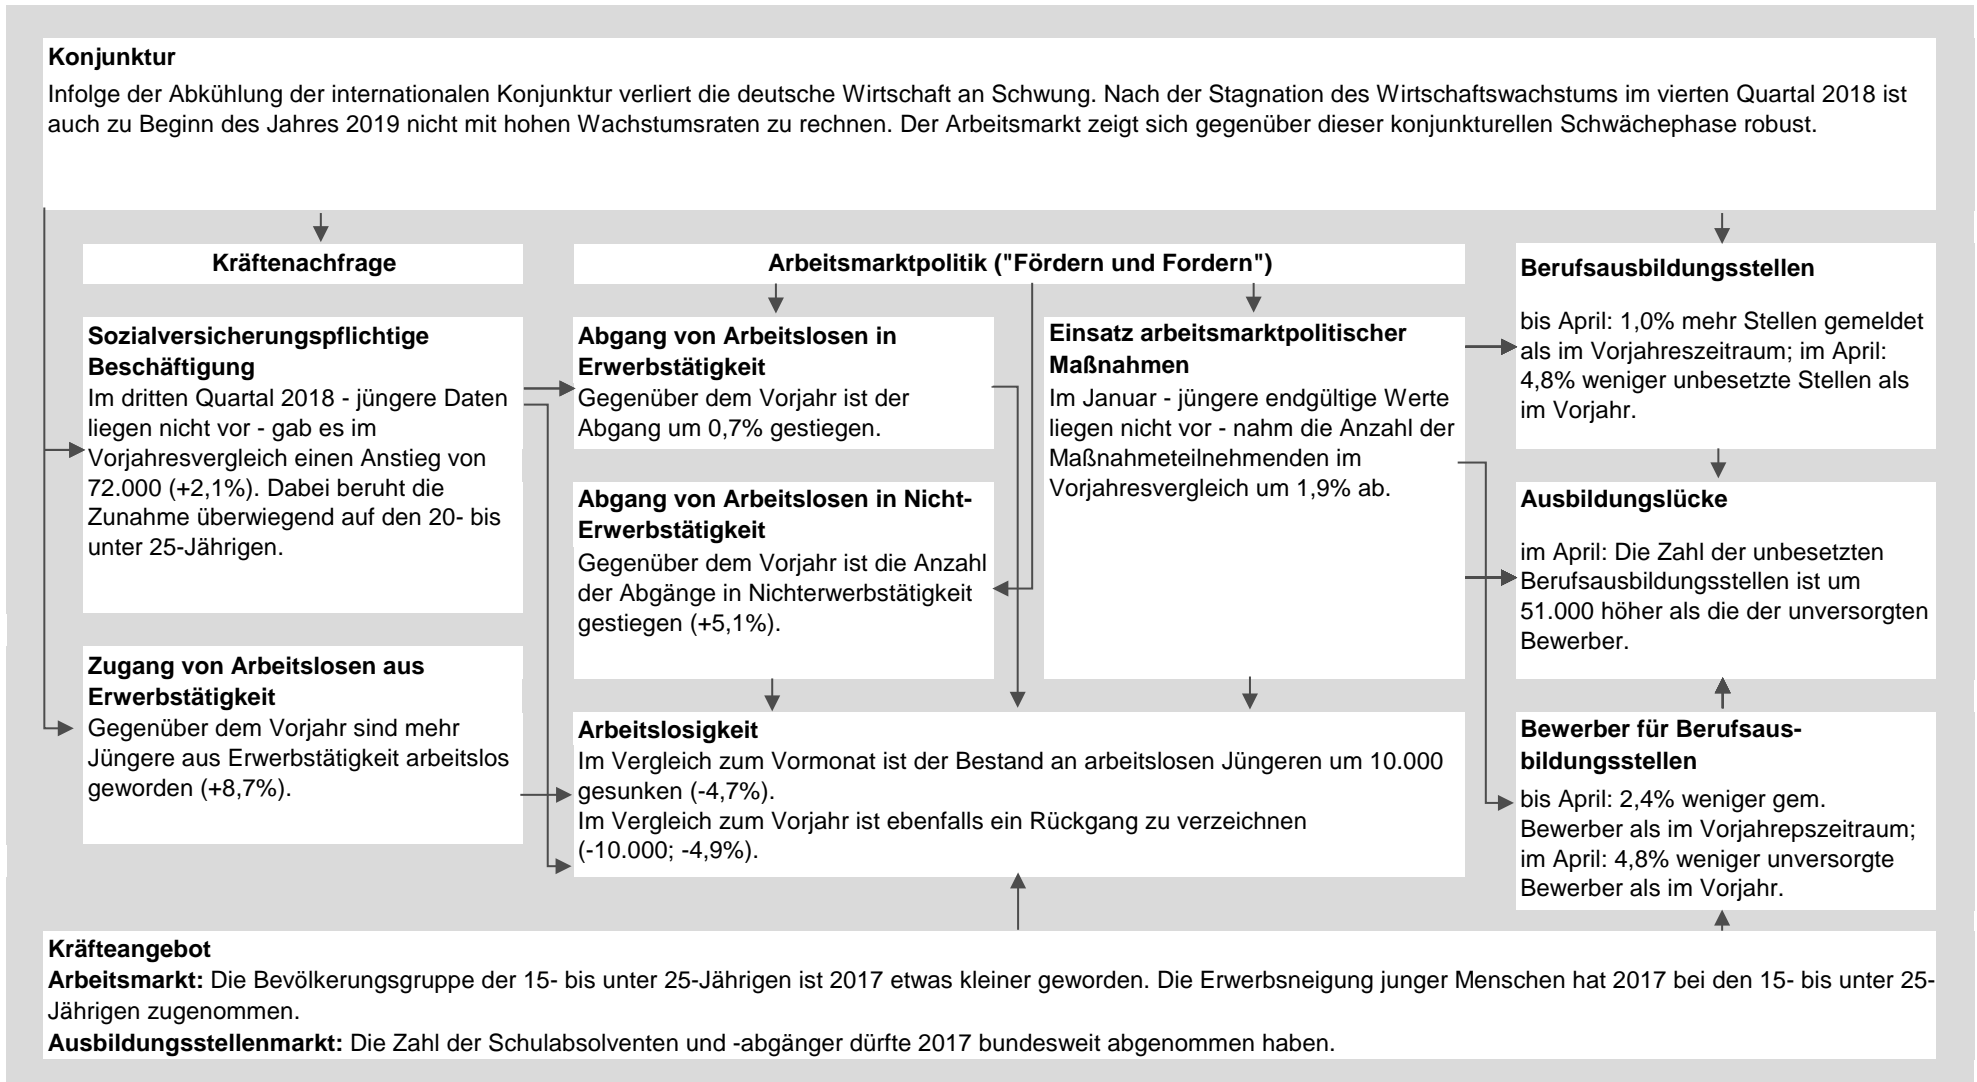 Konjunktur
Infolge der Abkühlung der internationalen Konjunktur verliert die deutsche Wirtschaft an Schwung. Nach der Stagnation des Wirtschaftswachstums im vierten Quartal 2018 ist
auch zu Beginn des Jahres 2019 nicht mit hohen Wachstumsraten zu rechnen. Der Arbeitsmarkt zeigt sich gegenüber dieser konjunkturellen Schwächephase robust.
Kräftenachfrage
Sozialversicherungspflichtige
Beschäftigung
Im dritten Quartal 2018 - jüngere Daten
liegen nicht vor - gab es im
Vorjahresvergleich einen Anstieg von
72.000 (+2,1%). Dabei beruht die
Zunahme überwiegend auf den 20- bis
unter 25-Jährigen.
Zugang von Arbeitslosen aus
Erwerbstätigkeit
Gegenüber dem Vorjahr sind mehr
Jüngere aus Erwerbstätigkeit arbeitslos
geworden (+8,7%).
Arbeitsmarktpolitik ("Fördern und Fordern")
Abgang von Arbeitslosen in
Erwerbstätigkeit
Gegenüber dem Vorjahr ist der
Abgang um 0,7% gestiegen.
Abgang von Arbeitslosen in Nicht-
Erwerbstätigkeit
Gegenüber dem Vorjahr ist die Anzahl
der Abgänge in Nichterwerbstätigkeit
gestiegen (+5,1%).
Einsatz arbeitsmarktpolitischer
Maßnahmen
Im Januar - jüngere endgültige Werte
liegen nicht vor - nahm die Anzahl der
Maßnahmeteilnehmenden im
Vorjahresvergleich um 1,9% ab.
Arbeitslosigkeit
Im Vergleich zum Vormonat ist der Bestand an arbeitslosen Jüngeren um 10.000
gesunken (-4,7%).
Im Vergleich zum Vorjahr ist ebenfalls ein Rückgang zu verzeichnen
(-10.000; -4,9%).
Berufsausbildungsstellen
bis April: 1,0% mehr Stellen gemeldet
als im Vorjahreszeitraum; im April:
4,8% weniger unbesetzte Stellen als
im Vorjahr.
Ausbildungslücke
im April: Die Zahl der unbesetzten
Berufsausbildungsstellen ist um
51.000 höher als die der unversorgten
Bewerber.
Bewerber für Berufsaus-
bildungsstellen
bis April: 2,4% weniger gem.
Bewerber als im Vorjahrepszeitraum;
im April: 4,8% weniger unversorgte
Bewerber als im Vorjahr.
Kräfteangebot
Arbeitsmarkt: Die Bevölkerungsgruppe der 15- bis unter 25-Jährigen ist 2017 etwas kleiner geworden. Die Erwerbsneigung junger Menschen hat 2017 bei den 15- bis unter 25-
Jährigen zugenommen.
Ausbildungsstellenmarkt: Die Zahl der Schulabsolventen und -abgänger dürfte 2017 bundesweit abgenommen haben.